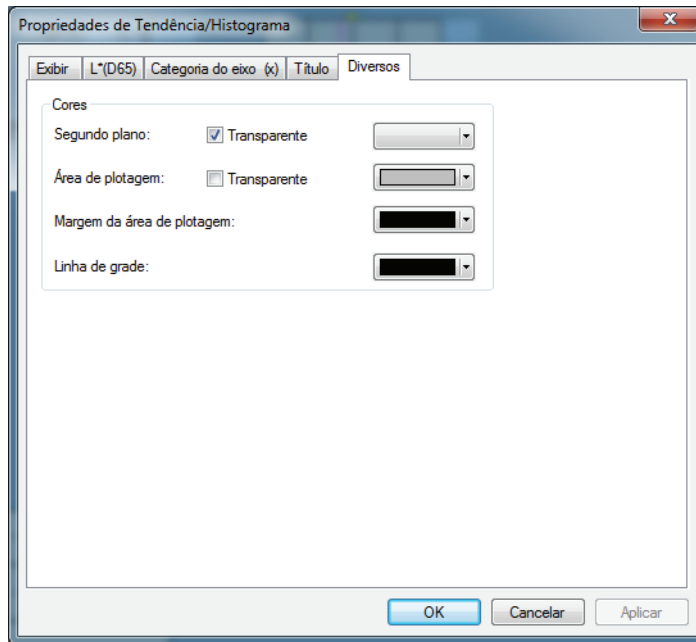 Propriedades de Tendência/Histograma
x
Exibir L*(D65) Categoria do eixo (x) Título Diversos
Cores
Segundo plano: Transparente
Área de plotagem: Transparente
Margem da área de plotagem:
Linha de grade:
OK Cancelar Aplicar